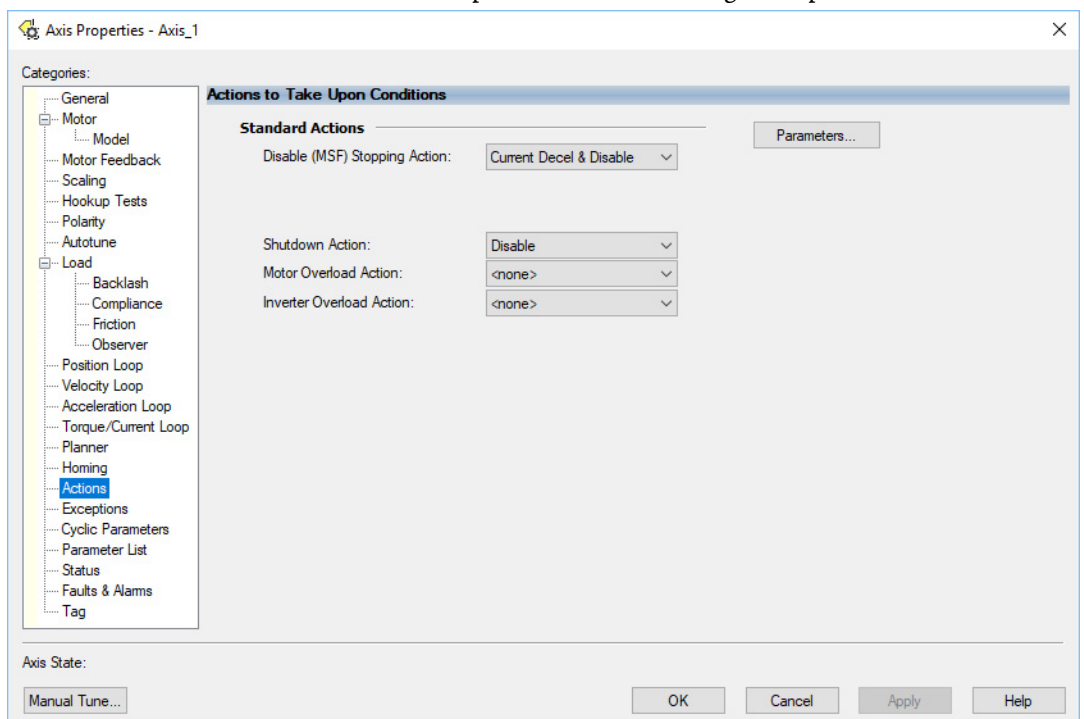 Axis Properties - Axis_1
Categories:
General
Motor
Model
Motor Feedback
Scaling
Hookup Tests
Polarity
Autotune
Load
Backlash
Compliance
Friction
Observer
Position Loop
Velocity Loop
Acceleration Loop
Torque/Current Loop
Planner
Homing
Actions
Exceptions
Cyclic Parameters
Parameter List
Status
Faults & Alarms
Tag
Actions to Take Upon Conditions
Standard Actions
Parameters...
Disable (MSF) Stopping Action: Current Decel & Disable
Shutdown Action: Disable
Motor Overload Action: <none>
Inverter Overload Action: <none>
Axis State:
Manual Tune... OK Cancel Apply Help